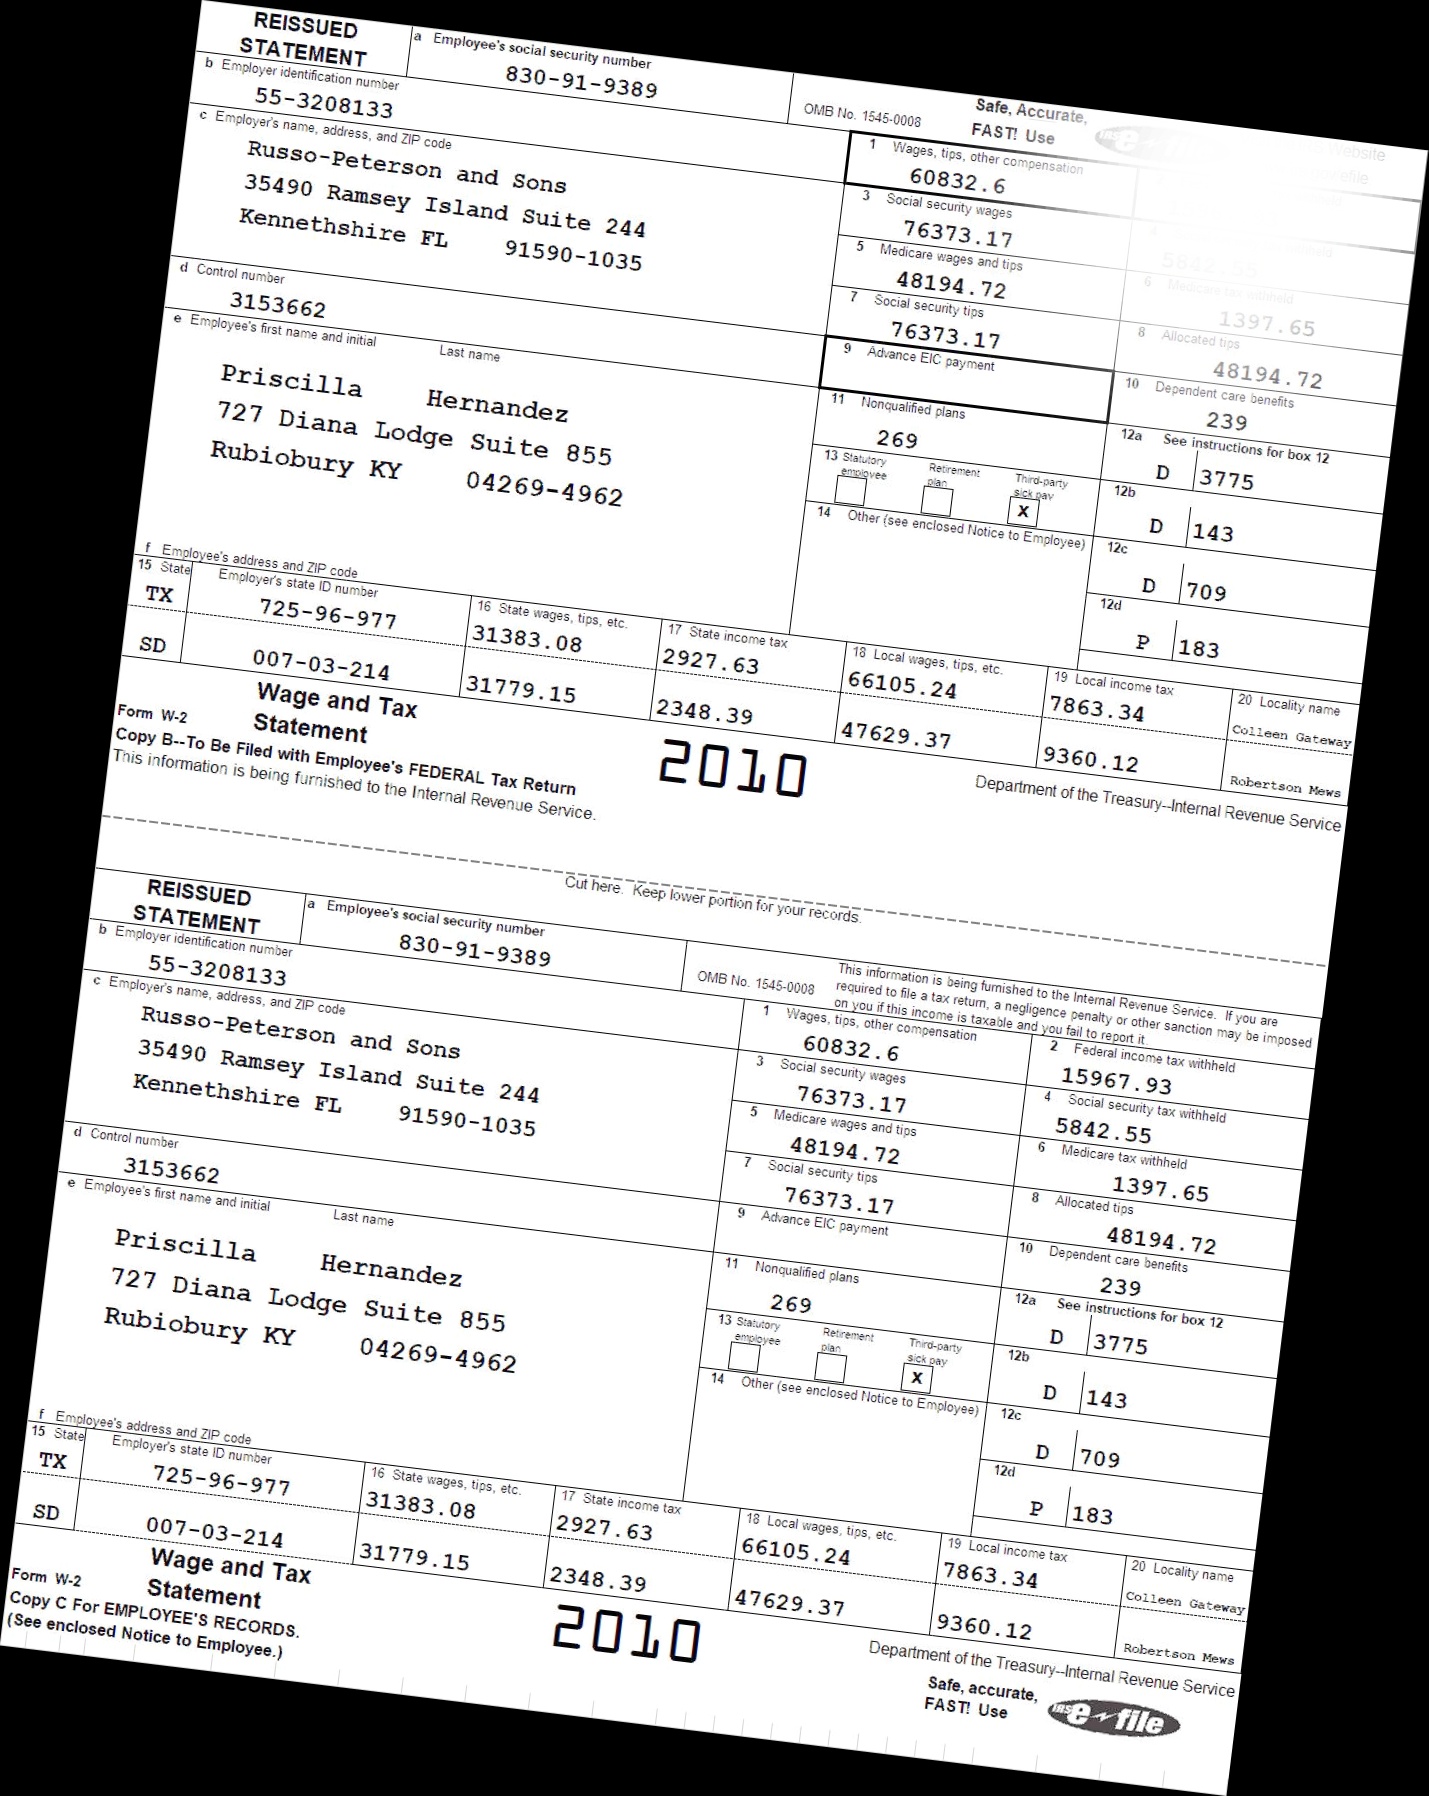 REISSUED
STATEMENT
a Employee's social security number
830-91-9389
OMB No. 1545-0008
Safe, Accurate,
FAST! Use
b Employer identification number
55-3208133
c Employer's name, address, and ZIP code
Russo-Peterson and Sons
35490 Ramsey Island Suite 244
Kennethshire FL 91590-1035
1 Wages, tips, other compensation
60832.6
3 Social security wages
76373.17
5842.55
5 Medicare wages and tips
48194.72
6 Medicare tax withheld
1397.65
d Control number
3153662
7 Social security tips
76373.17
8 Allocated tips
48194.72
e Employee's first name and initial Last name
Priscilla Hernandez
727 Diana Lodge Suite 855
Rubiobury KY 04269-4962
9 Advance EIC payment
10 Dependent care benefits
239
11 Nonqualified plans
269
12a See instructions for box 12
D 3775
13 Statutory employee Retirement plan Third-party sick pay
X
12b
D 143
14 Other (see enclosed Notice to Employee)
12c
D 709
12d
P 183
f Employee's address and ZIP code
15 State Employer's state ID number 16 State wages, tips, etc. 17 State income tax 18 Local wages, tips, etc. 19 Local income tax 20 Locality name
TX 725-96-977 31383.08 2927.63 66105.24 7863.34 Colleen Gateway
SD 007-03-214 31779.15 2348.39 47629.37 9360.12 Robertson Mews
Form W-2 Wage and Tax
Statement
2010
Department of the Treasury--Internal Revenue Service
Copy B--To Be Filed with Employee's FEDERAL Tax Return
This information is being furnished to the Internal Revenue Service.
Cut here. Keep lower portion for your records.
REISSUED
STATEMENT
a Employee's social security number
830-91-9389
OMB No. 1545-0008
This information is being furnished to the Internal Revenue Service. If you are
required to file a tax return, a negligence penalty or other sanction may be imposed
on you if this income is taxable and you fail to report it.
b Employer identification number
55-3208133
c Employer's name, address, and ZIP code
Russo-Peterson and Sons
35490 Ramsey Island Suite 244
Kennethshire FL 91590-1035
1 Wages, tips, other compensation
60832.6
2 Federal income tax withheld
15967.93
3 Social security wages
76373.17
4 Social security tax withheld
5842.55
5 Medicare wages and tips
48194.72
6 Medicare tax withheld
1397.65
d Control number
3153662
7 Social security tips
76373.17
8 Allocated tips
48194.72
e Employee's first name and initial Last name
Priscilla Hernandez
727 Diana Lodge Suite 855
Rubiobury KY 04269-4962
9 Advance EIC payment
10 Dependent care benefits
239
11 Nonqualified plans
269
12a See instructions for box 12
D 3775
13 Statutory employee Retirement plan Third-party sick pay
X
12b
D 143
14 Other (see enclosed Notice to Employee)
12c
D 709
12d
P 183
f Employee's address and ZIP code
15 State Employer's state ID number 16 State wages, tips, etc. 17 State income tax 18 Local wages, tips, etc. 19 Local income tax 20 Locality name
TX 725-96-977 31383.08 2927.63 66105.24 7863.34 Colleen Gateway
SD 007-03-214 31779.15 2348.39 47629.37 9360.12 Robertson Mews
Form W-2 Wage and Tax
Statement
2010
Department of the Treasury--Internal Revenue Service
Copy C For EMPLOYEE'S RECORDS.
(See enclosed Notice to Employee.)
Safe, accurate,
FAST! Use
IRS e-file